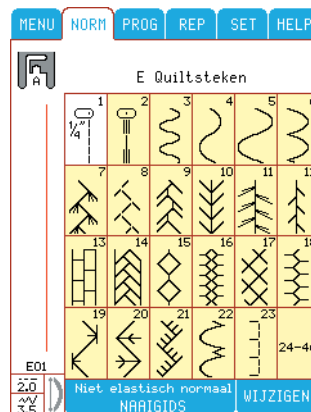 MENU NORM PROG REP SET HELP
A
E Quiltsteken
1 2 3 4 5
1/4"
7 8 9 10 11
13 14 15 16 17 18
19 20 21 22 23
24-4
E01
2.0
3.5
Niet elastisch normaal
NAAIGIDS
WIJZIGEN